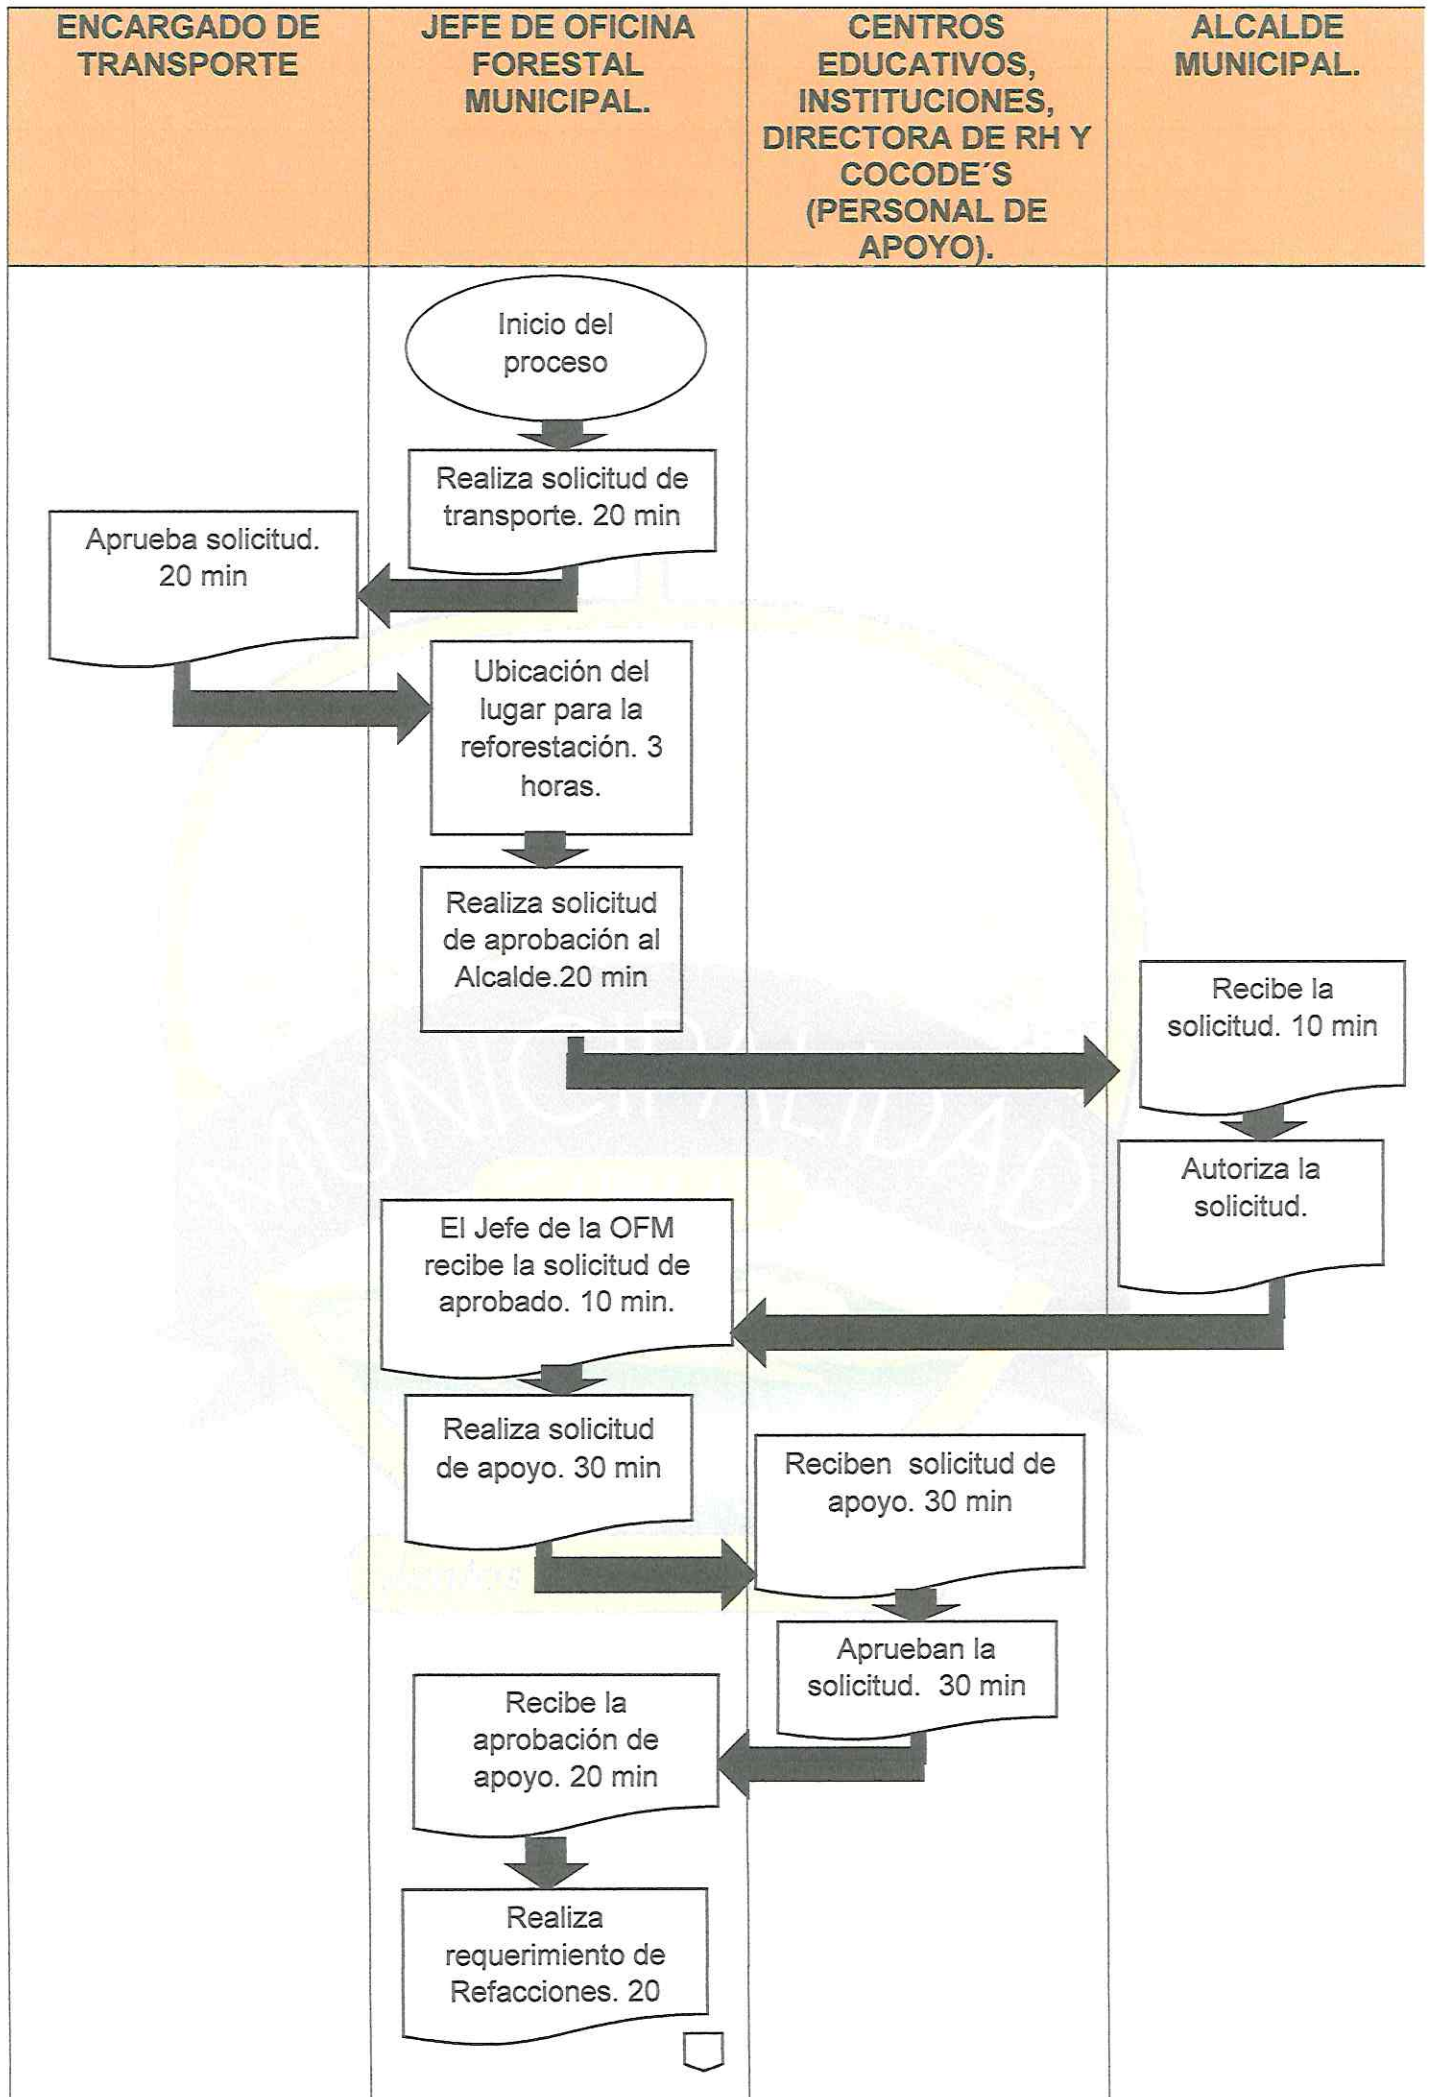 ENCARGADO DE
TRANSPORTE
JEFE DE OFICINA
FORESTAL
MUNICIPAL.
CENTROS
EDUCATIVOS,
INSTITUCIONES,
DIRECTORA DE RH Y
COCODE´S
(PERSONAL DE
APOYO).
ALCALDE
MUNICIPAL.
Inicio del
proceso
Realiza solicitud de
transporte. 20 min
Aprueba solicitud.
20 min
Ubicación del
lugar para la
reforestación. 3
horas.
Realiza solicitud
de aprobación al
Alcalde.20 min
Recibe la
solicitud. 10 min
Autoriza la
solicitud.
El Jefe de la OFM
recibe la solicitud de
aprobado. 10 min.
Realiza solicitud
de apoyo. 30 min
Reciben  solicitud de
apoyo. 30 min
Aprueban la
solicitud.  30 min
Recibe la
aprobación de
apoyo. 20 min
Realiza
requerimiento de
Refacciones. 20
MUNICIPALIDAD